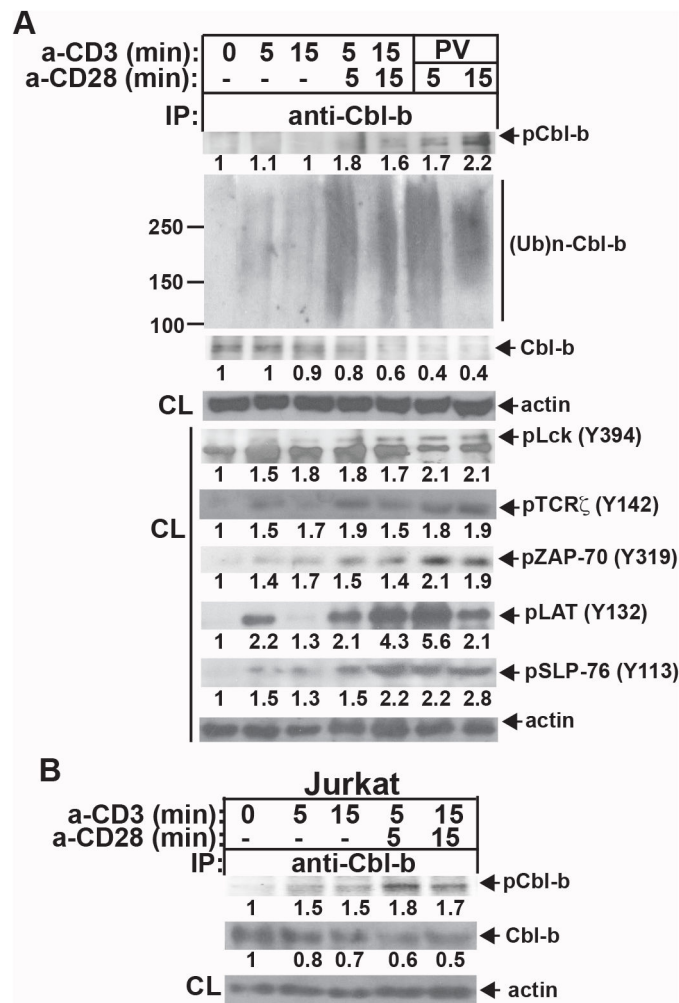 A
a-CD3 (min): 0 5 15 5 15 PV
a-CD28 (min): - - - 5 15 5 15
IP: anti-Cbl-b
pCbl-b
1 1.1 1 1.8 1.6 1.7 2.2
250
(Ub)n-Cbl-b
150
100
Cbl-b
1 1 0.9 0.8 0.6 0.4 0.4
CL actin
pLck (Y394)
1 1.5 1.8 1.8 1.7 2.1 2.1
pTCRζ (Y142)
CL
1 1.5 1.7 1.9 1.5 1.8 1.9
pZAP-70 (Y319)
1 1.4 1.7 1.5 1.4 2.1 1.9
pLAT (Y132)
1 2.2 1.3 2.1 4.3 5.6 2.1
pSLP-76 (Y113)
1 1.5 1.3 1.5 2.2 2.2 2.8
actin
B
Jurkat
a-CD3 (min): 0 5 15 5 15
a-CD28 (min): - - - 5 15
IP: anti-Cbl-b
pCbl-b
1 1.5 1.5 1.8 1.7
Cbl-b
1 0.8 0.7 0.6 0.5
CL actin